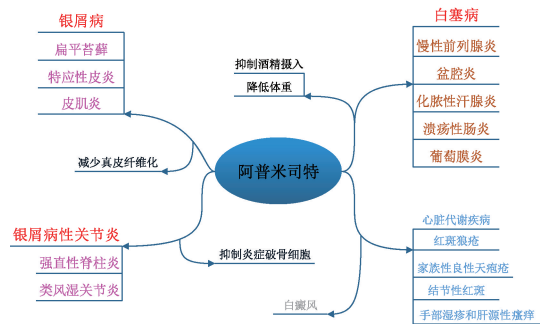 银屑病
扁平苔藓
特应性皮炎
皮肌炎
减少真皮纤维化
银屑病性关节炎
强直性脊柱炎
类风湿关节炎
抑制酒精摄入
降低体重
阿普米司特
抑制炎症破骨细胞
白癜风
白塞病
慢性前列腺炎
盆腔炎
化脓性汗腺炎
溃疡性肠炎
葡萄膜炎
心脏代谢疾病
红斑狼疮
家族性良性天疱疮
结节性红斑
手部湿疹和肝源性瘙痒